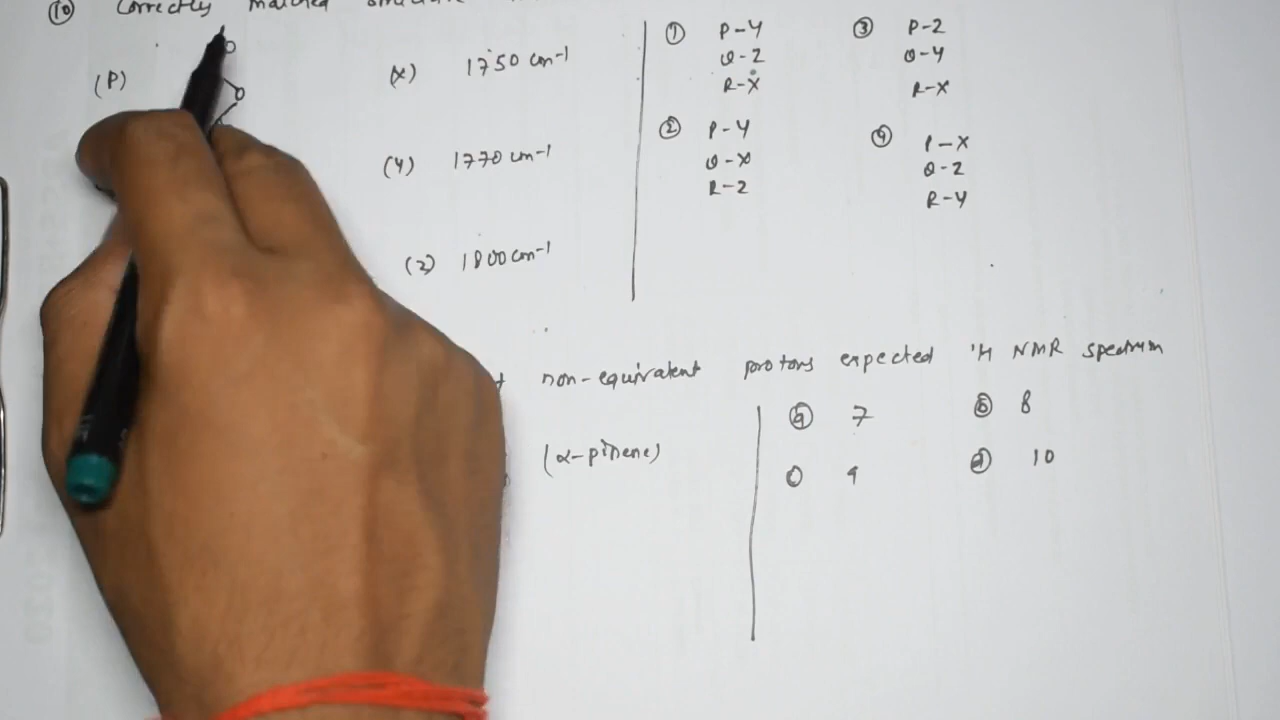 (10) Correctly matched
(P)
(X) 1750 cm-1
(Y) 1770 cm-1
(Z) 1800 cm-1
(1) P-Y
Q-Z
R-X
(2) P-Y
Q-X
R-Z
(3) P-Z
Q-Y
R-X
(4) P-X
Q-Z
R-Y
non-equivalent protons expected 'H NMR spectrum
(α-pinene)
(a) 7
(b) 8
(c) 9
(d) 10